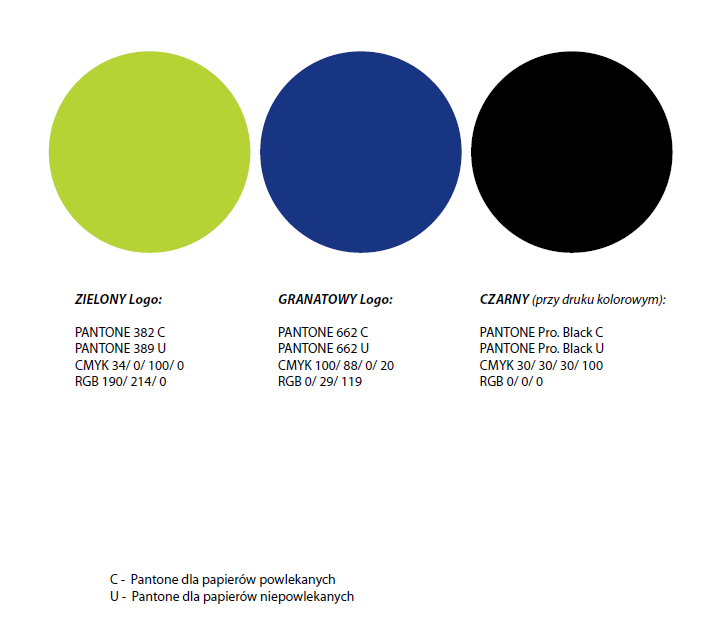 ZIELONY Logo:
PANTONE 382 C
PANTONE 389 U
CMYK 34/ 0/ 100/ 0
RGB 190/ 214/ 0
GRANATOWY Logo:
PANTONE 662 C
PANTONE 662 U
CMYK 100/ 88/ 0/ 20
RGB 0/ 29/ 119
CZARNY (przy druku kolorowym):
PANTONE Pro. Black C
PANTONE Pro. Black U
CMYK 30/ 30/ 30/ 100
RGB 0/ 0/ 0
C - Pantone dla papierów powlekanych
U - Pantone dla papierów niepowlekanych